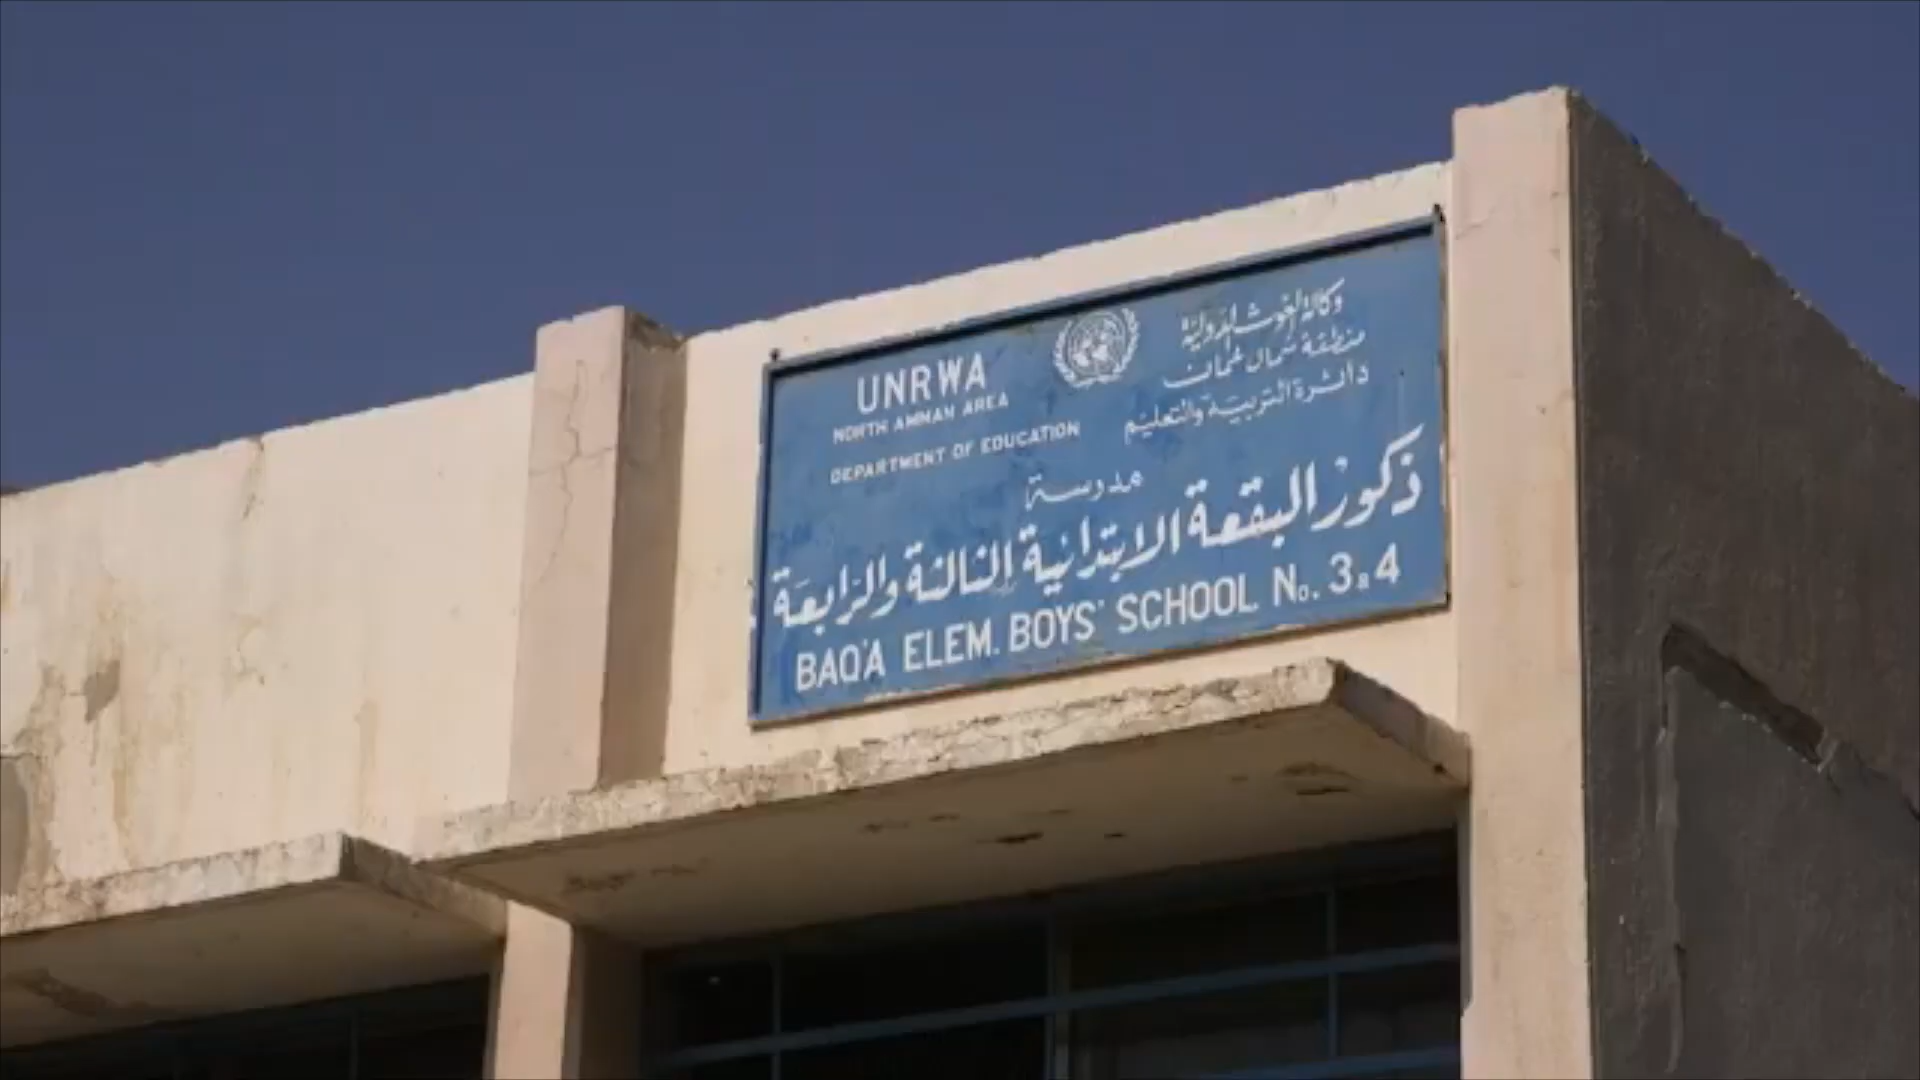 UNRWA
NORTH AMMAN AREA
DEPARTMENT OF EDUCATION
وكالة الغوث الدولية
منطقة شمال عمان
دائرة التربية والتعليم
مدرسة
ذكور البقعة الابتدائية الثالثة والرابعة
BAQ'A ELEM. BOYS' SCHOOL No. 3&4